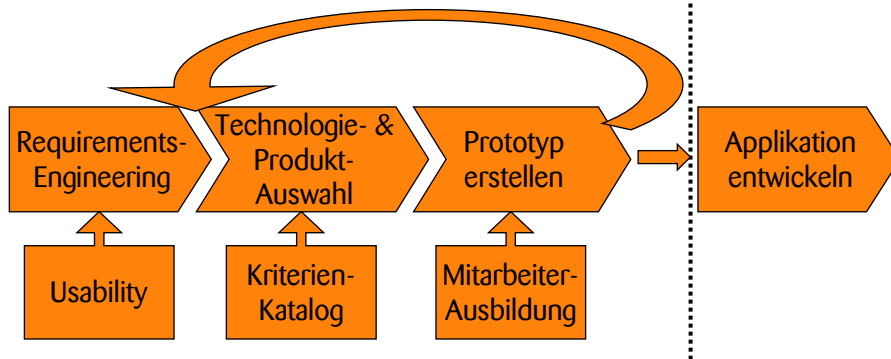 Requirements-
Engineering
Technologie- &
Produkt-
Auswahl
Prototyp
erstellen
Applikation
entwickeln
Usability
Kriterien-
Katalog
Mitarbeiter-
Ausbildung